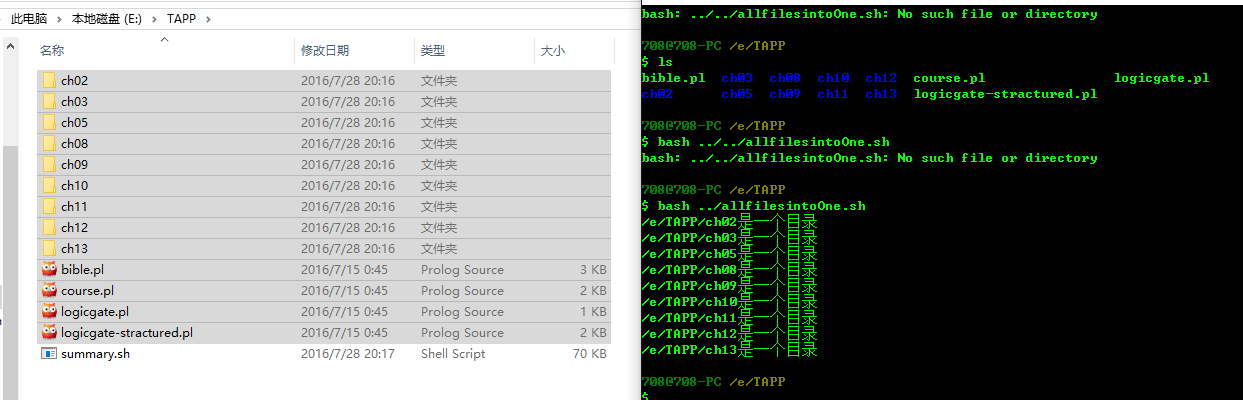 此电脑 › 本地磁盘 (E:) › TAPP ›
名称 修改日期 类型 大小
ch02 2016/7/28 20:16 文件夹
ch03 2016/7/28 20:16 文件夹
ch05 2016/7/28 20:16 文件夹
ch08 2016/7/28 20:16 文件夹
ch09 2016/7/28 20:16 文件夹
ch10 2016/7/28 20:16 文件夹
ch11 2016/7/28 20:16 文件夹
ch12 2016/7/28 20:16 文件夹
ch13 2016/7/28 20:16 文件夹
bible.pl 2016/7/15 0:45 Prolog Source 3 KB
course.pl 2016/7/15 0:45 Prolog Source 2 KB
logicgate.pl 2016/7/15 0:45 Prolog Source 1 KB
logicgate-stractured.pl 2016/7/15 0:45 Prolog Source 2 KB
summary.sh 2016/7/28 20:17 Shell Script 70 KB
bash: ../../allfilesintoOne.sh: No such file or directory
708@708-PC /e/TAPP
$ ls
bible.pl ch03 ch08 ch10 ch12 course.pl logicgate.pl
ch02 ch05 ch09 ch11 ch13 logicgate-stractured.pl
708@708-PC /e/TAPP
$ bash ../../allfilesintoOne.sh
bash: ../../allfilesintoOne.sh: No such file or directory
708@708-PC /e/TAPP
$ bash ../allfilesintoOne.sh
/e/TAPP/ch02是一个目录
/e/TAPP/ch03是一个目录
/e/TAPP/ch05是一个目录
/e/TAPP/ch08是一个目录
/e/TAPP/ch09是一个目录
/e/TAPP/ch10是一个目录
/e/TAPP/ch11是一个目录
/e/TAPP/ch12是一个目录
/e/TAPP/ch13是一个目录
708@708-PC /e/TAPP
$